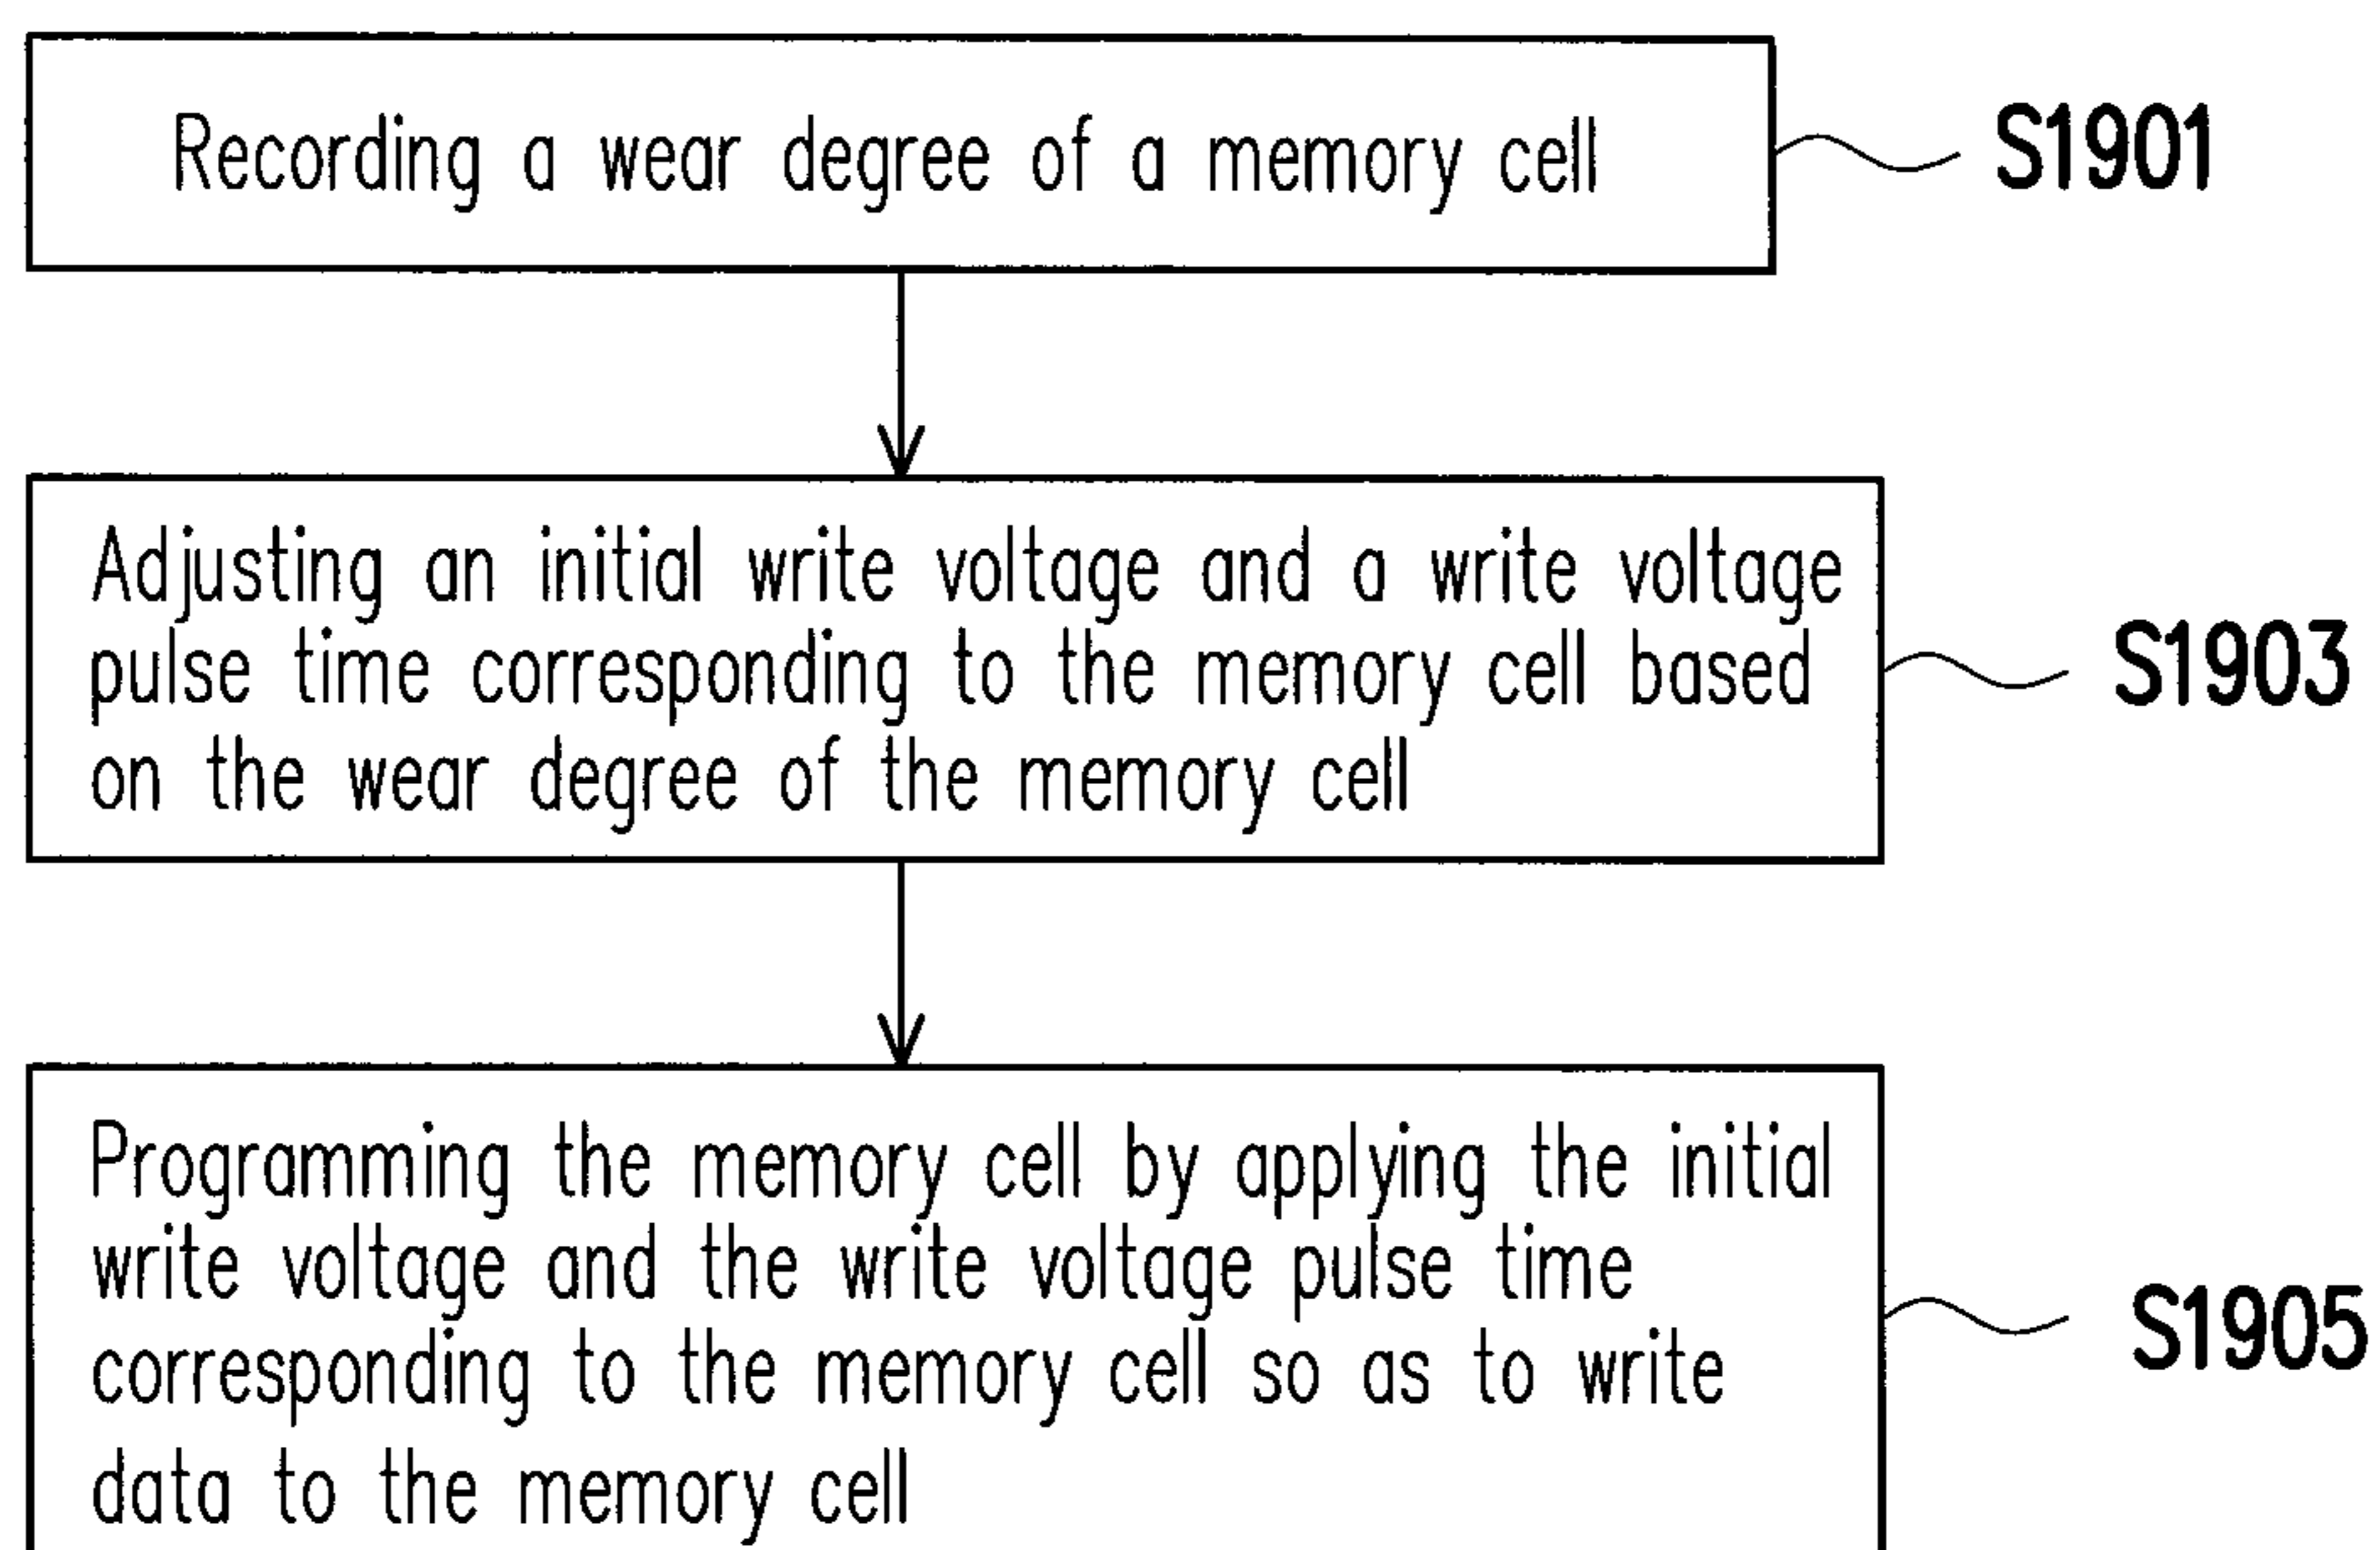 Recording a wear degree of a memory cell
S1901
Adjusting an initial write voltage and a write voltage
pulse time corresponding to the memory cell based
on the wear degree of the memory cell
S1903
Programming the memory cell by applying the initial
write voltage and the write voltage pulse time
corresponding to the memory cell so as to write
data to the memory cell
S1905